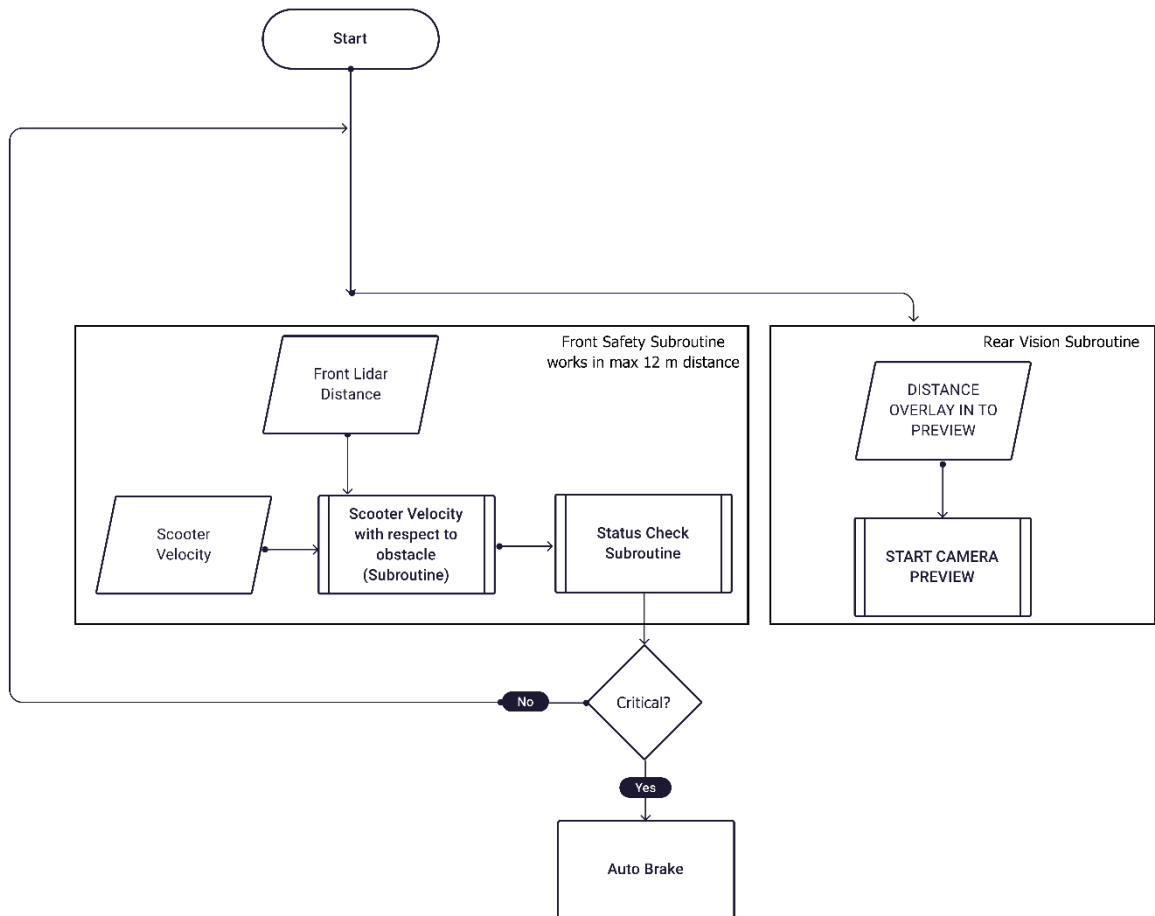 Start
Front Safety Subroutine
works in max 12 m distance
Front Lidar
Distance
Scooter
Velocity
Scooter Velocity
with respect to
obstacle
(Subroutine)
Status Check
Subroutine
Rear Vision Subroutine
DISTANCE
OVERLAY IN TO
PREVIEW
START CAMERA
PREVIEW
Critical?
No
Yes
Auto Brake